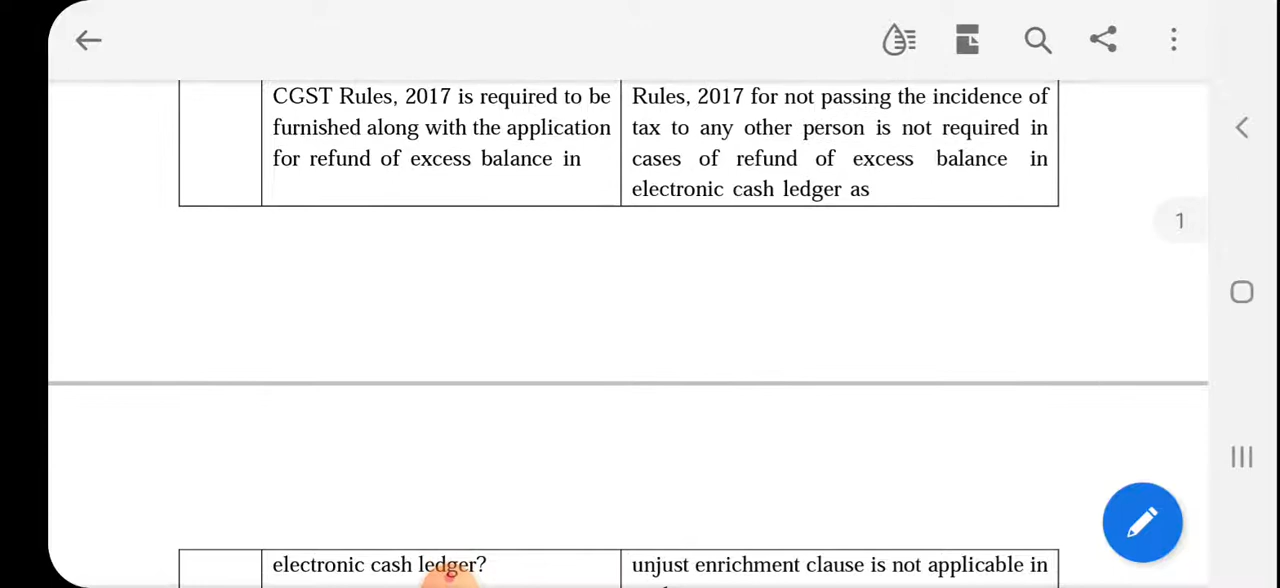 CGST Rules, 2017 is required to be
furnished along with the application
for refund of excess balance in
Rules, 2017 for not passing the incidence of
tax to any other person is not required in
cases of refund of excess balance in
electronic cash ledger as
1
electronic cash ledger?
unjust enrichment clause is not applicable in